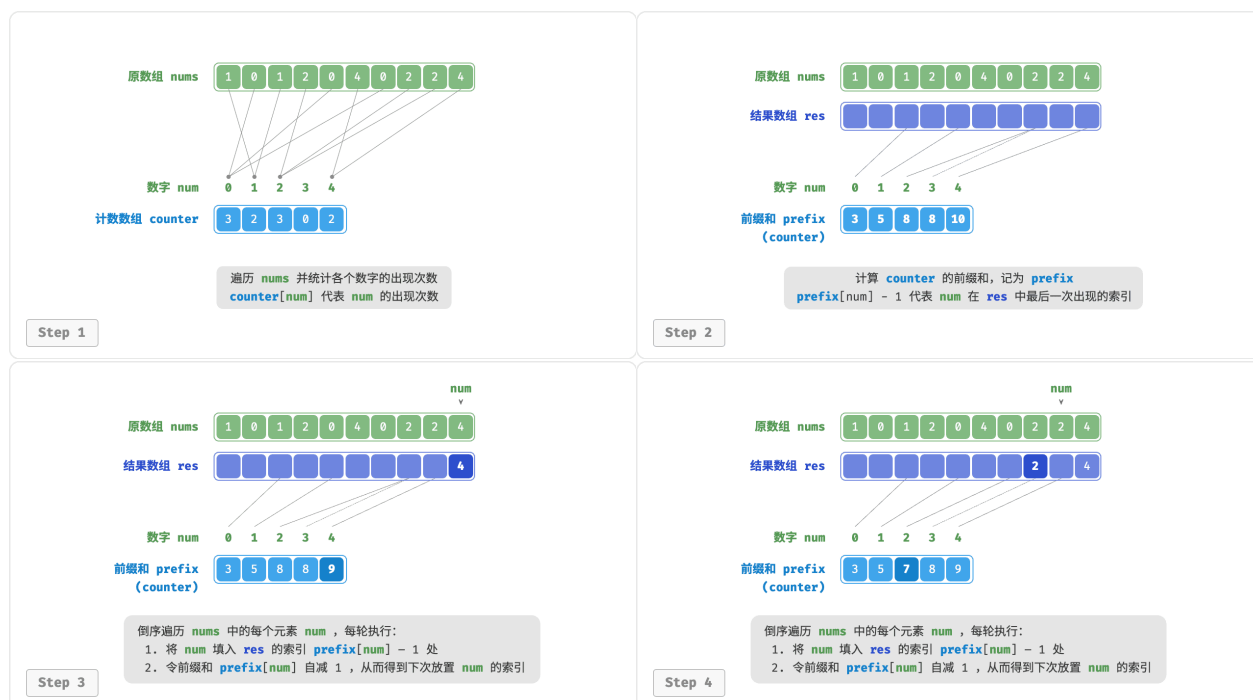 原数组 nums 1 0 1 2 0 4 0 2 2 4
数字 num 0 1 2 3 4
计数数组 counter 3 2 3 0 2
遍历 nums 并统计各个数字的出现次数
counter[num] 代表 num 的出现次数
Step 1
原数组 nums 1 0 1 2 0 4 0 2 2 4
结果数组 res
数字 num 0 1 2 3 4
前缀和 prefix 3 5 8 8 10
(counter)
计算 counter 的前缀和，记为 prefix
prefix[num] - 1 代表 num 在 res 中最后一次出现的索引
Step 2
num
原数组 nums 1 0 1 2 0 4 0 2 2 4
结果数组 res 4
数字 num 0 1 2 3 4
前缀和 prefix 3 5 8 8 9
(counter)
倒序遍历 nums 中的每个元素 num ，每轮执行：
1. 将 num 填入 res 的索引 prefix[num] - 1 处
2. 令前缀和 prefix[num] 自减 1 ，从而得到下次放置 num 的索引
Step 3
num
原数组 nums 1 0 1 2 0 4 0 2 2 4
结果数组 res 2 4
数字 num 0 1 2 3 4
前缀和 prefix 3 5 7 8 9
(counter)
倒序遍历 nums 中的每个元素 num ，每轮执行：
1. 将 num 填入 res 的索引 prefix[num] - 1 处
2. 令前缀和 prefix[num] 自减 1 ，从而得到下次放置 num 的索引
Step 4